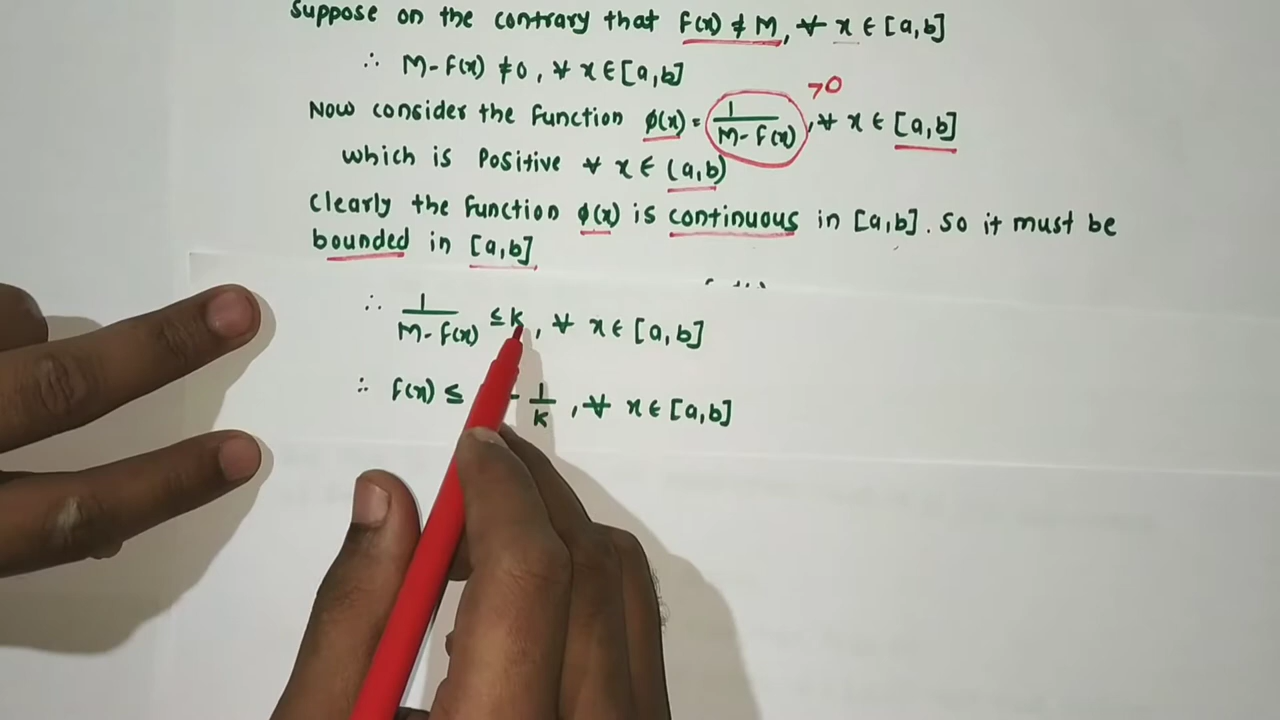 Suppose on the contrary that f(x) ≠ M, ∀ x ∈ [a,b]
∴ M - f(x) ≠ 0, ∀ x ∈ [a,b]
>0
Now consider the function φ(x) = 1/(M - f(x)), ∀ x ∈ [a,b]
which is positive ∀ x ∈ (a,b)
Clearly the function φ(x) is continuous in [a,b]. So it must be
bounded in [a,b]
∴ 1/(M - f(x)) ≤ k, ∀ x ∈ [a,b]
∴ f(x) ≤ - 1/k, ∀ x ∈ [a,b]